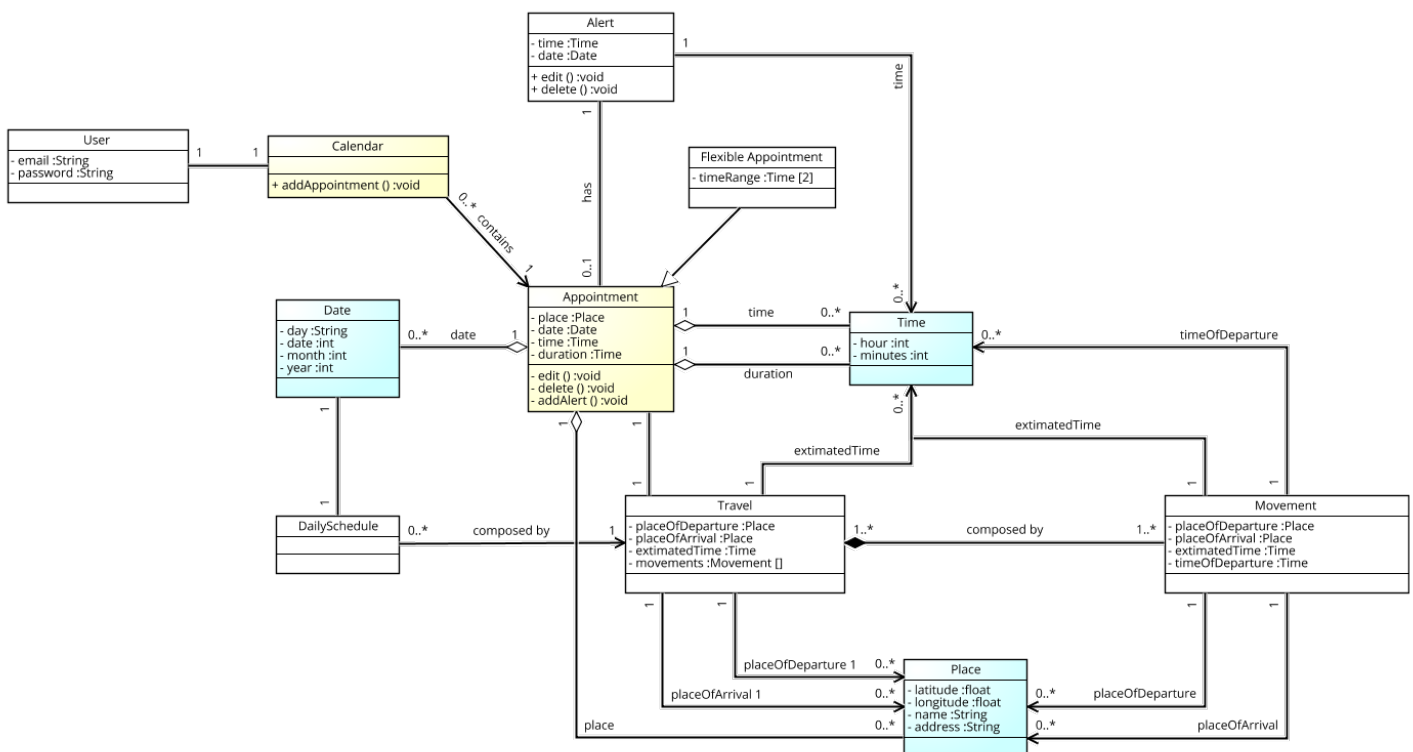 Alert
- time :Time
- date :Date
+ edit () :void
+ delete () :void
1
time
0..*
1
has
0..1
User
- email :String
- password :String
1
1
Calendar
+ addAppointment () :void
0..*
contains
1
Flexible Appointment
- timeRange :Time [2]
Appointment
- place :Place
- date :Date
- time :Time
- duration :Time
- edit () :void
- delete () :void
- addAlert () :void
Date
- day :String
- date :int
- month :int
- year :int
0..*
date
1
1
time
0..*
1
0..*
duration
Time
- hour :int
- minutes :int
0..*
timeOfDeparture
0..*
extimatedTime
extimatedTime
1
1
1
1
1
1
1
1
DailySchedule
0..*
composed by
1
Travel
- placeOfDeparture :Place
- placeOfArrival :Place
- extimatedTime :Time
- movements :Movement []
1..*
composed by
1..*
Movement
- placeOfDeparture :Place
- placeOfArrival :Place
- extimatedTime :Time
- timeOfDeparture :Time
1
1
1
1
placeOfDeparture 1
0..*
placeOfArrival 1
0..*
place
0..*
Place
- latitude :float
- longitude :float
- name :String
- address :String
0..*
placeOfDeparture
0..*
placeOfArrival